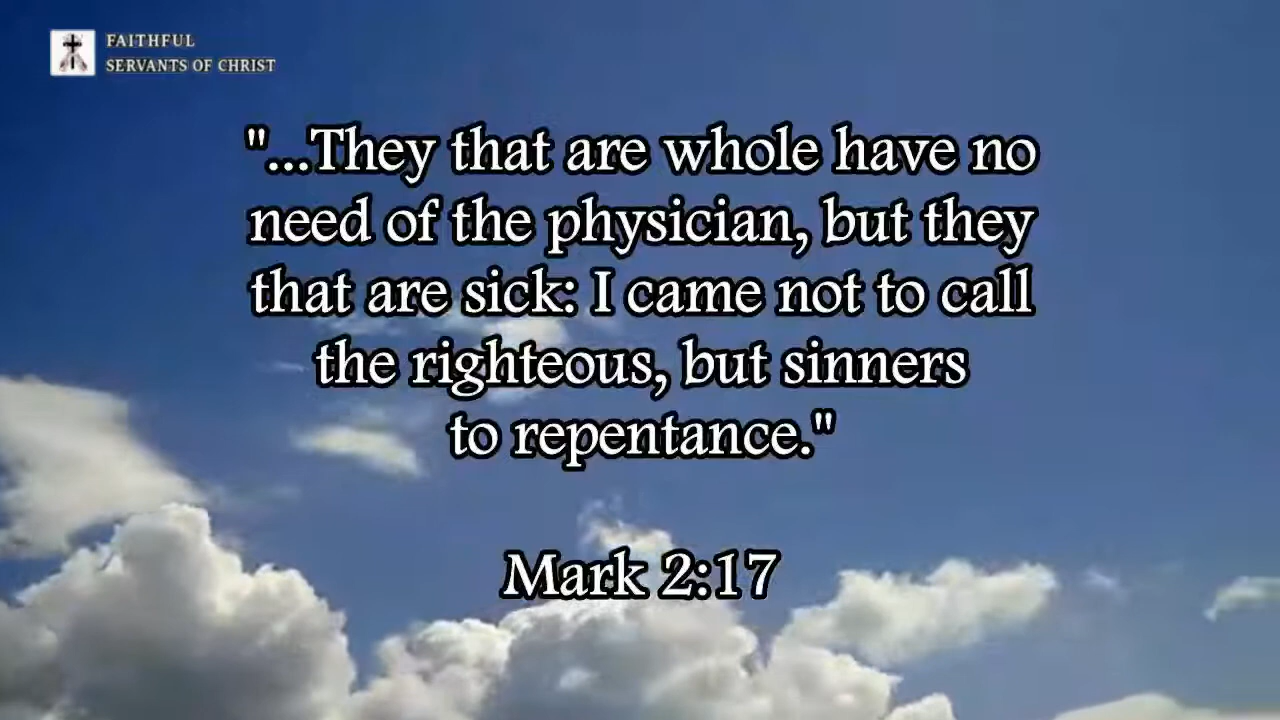 FAITHFUL
SERVANTS OF CHRIST
"...They that are whole have no
need of the physician, but they
that are sick: I came not to call
the righteous, but sinners
to repentance."
Mark 2:17